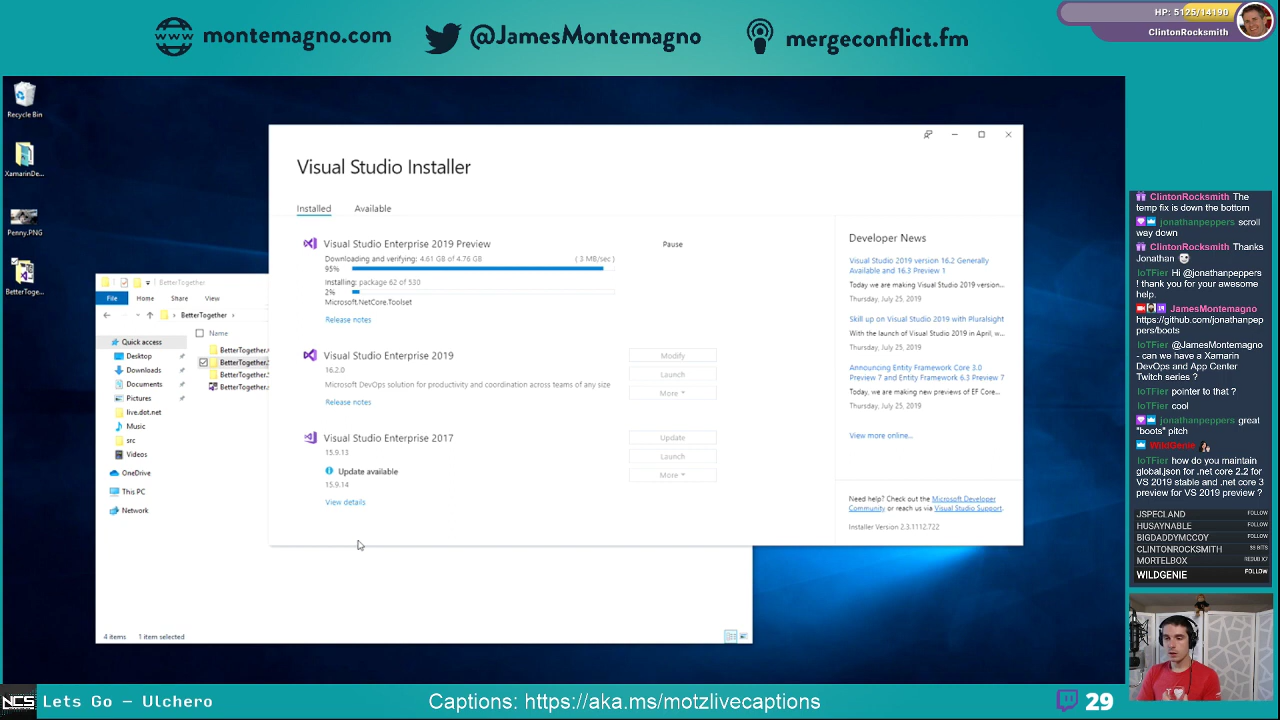 montemagno.com
@JamesMontemagno
mergeconflict.fm
HP: 5125/14190
ClintonRocksmith
Recycle Bin
XamarinDe...
Penny.PNG
BetterToge...
Visual Studio Installer
Installed
Available
Visual Studio Enterprise 2019 Preview
Pause
Downloading and verifying: 4.61 GB of 4.76 GB
( 3 MB/sec )
95%
Installing: package 62 of 530
2%
Microsoft.NetCore.Toolset
Release notes
Visual Studio Enterprise 2019
16.2.0
Microsoft DevOps solution for productivity and coordination across teams of any size
Release notes
Modify
Launch
More
Visual Studio Enterprise 2017
15.9.13
Update available
15.9.14
View details
Update
Launch
More
Developer News
Visual Studio 2019 version 16.2 Generally
Available and 16.3 Preview 1
Today we are making Visual Studio 2019 version...
Thursday, July 25, 2019
Skill up on Visual Studio 2019 with Pluralsight
With the launch of Visual Studio 2019 in April, w...
Thursday, July 25, 2019
Announcing Entity Framework Core 3.0
Preview 7 and Entity Framework 6.3 Preview 7
Today, we are making new previews of EF Core...
Thursday, July 25, 2019
View more online...
Need help? Check out the Microsoft Developer
Community or reach us via Visual Studio Support.
Installer Version 2.3.1112.722
BetterTogether
File
Home
Share
View
BetterTogether
Name
Quick access
Desktop
Downloads
Documents
Pictures
live.dot.net
Music
src
Videos
OneDrive
This PC
Network
BetterTogether.
BetterTogether.
BetterTogether.
BetterTogether.
4 items
1 item selected
ClintonRocksmith The
temp fix is down the bottom
jonathanpeppers scroll
way down
ClintonRocksmith Thanks
Jonathan
IoTFier Hi @jonathanpeppers
! thank you for your awesome
help.
JamesMontemagno
https://github.com/jonathanpep
pers/boots
IoTFier @JamesMontemagno
- can we have a Xamarin
DevOps and App Center
Twitch series ?
IoTFier pointer to that ?
IoTFier cool
jonathanpeppers great
"boots" pitch
WildGenie
IoTFier how do you maintain
global.json for .net core 2.2 for
VS 2019 stable and .net core 3
preview for VS 2019 preview ?
JSPECLAND
FOLLOW
HUSAYNABLE
FOLLOW
BIGDADDYMCCOY
FOLLOW
CLINTONROCKSMITH
MORTELBOX
WILDGENIE
FOLLOW
NCS
Lets Go – Ulchero
Captions: https://aka.ms/motzlivecaptions
29